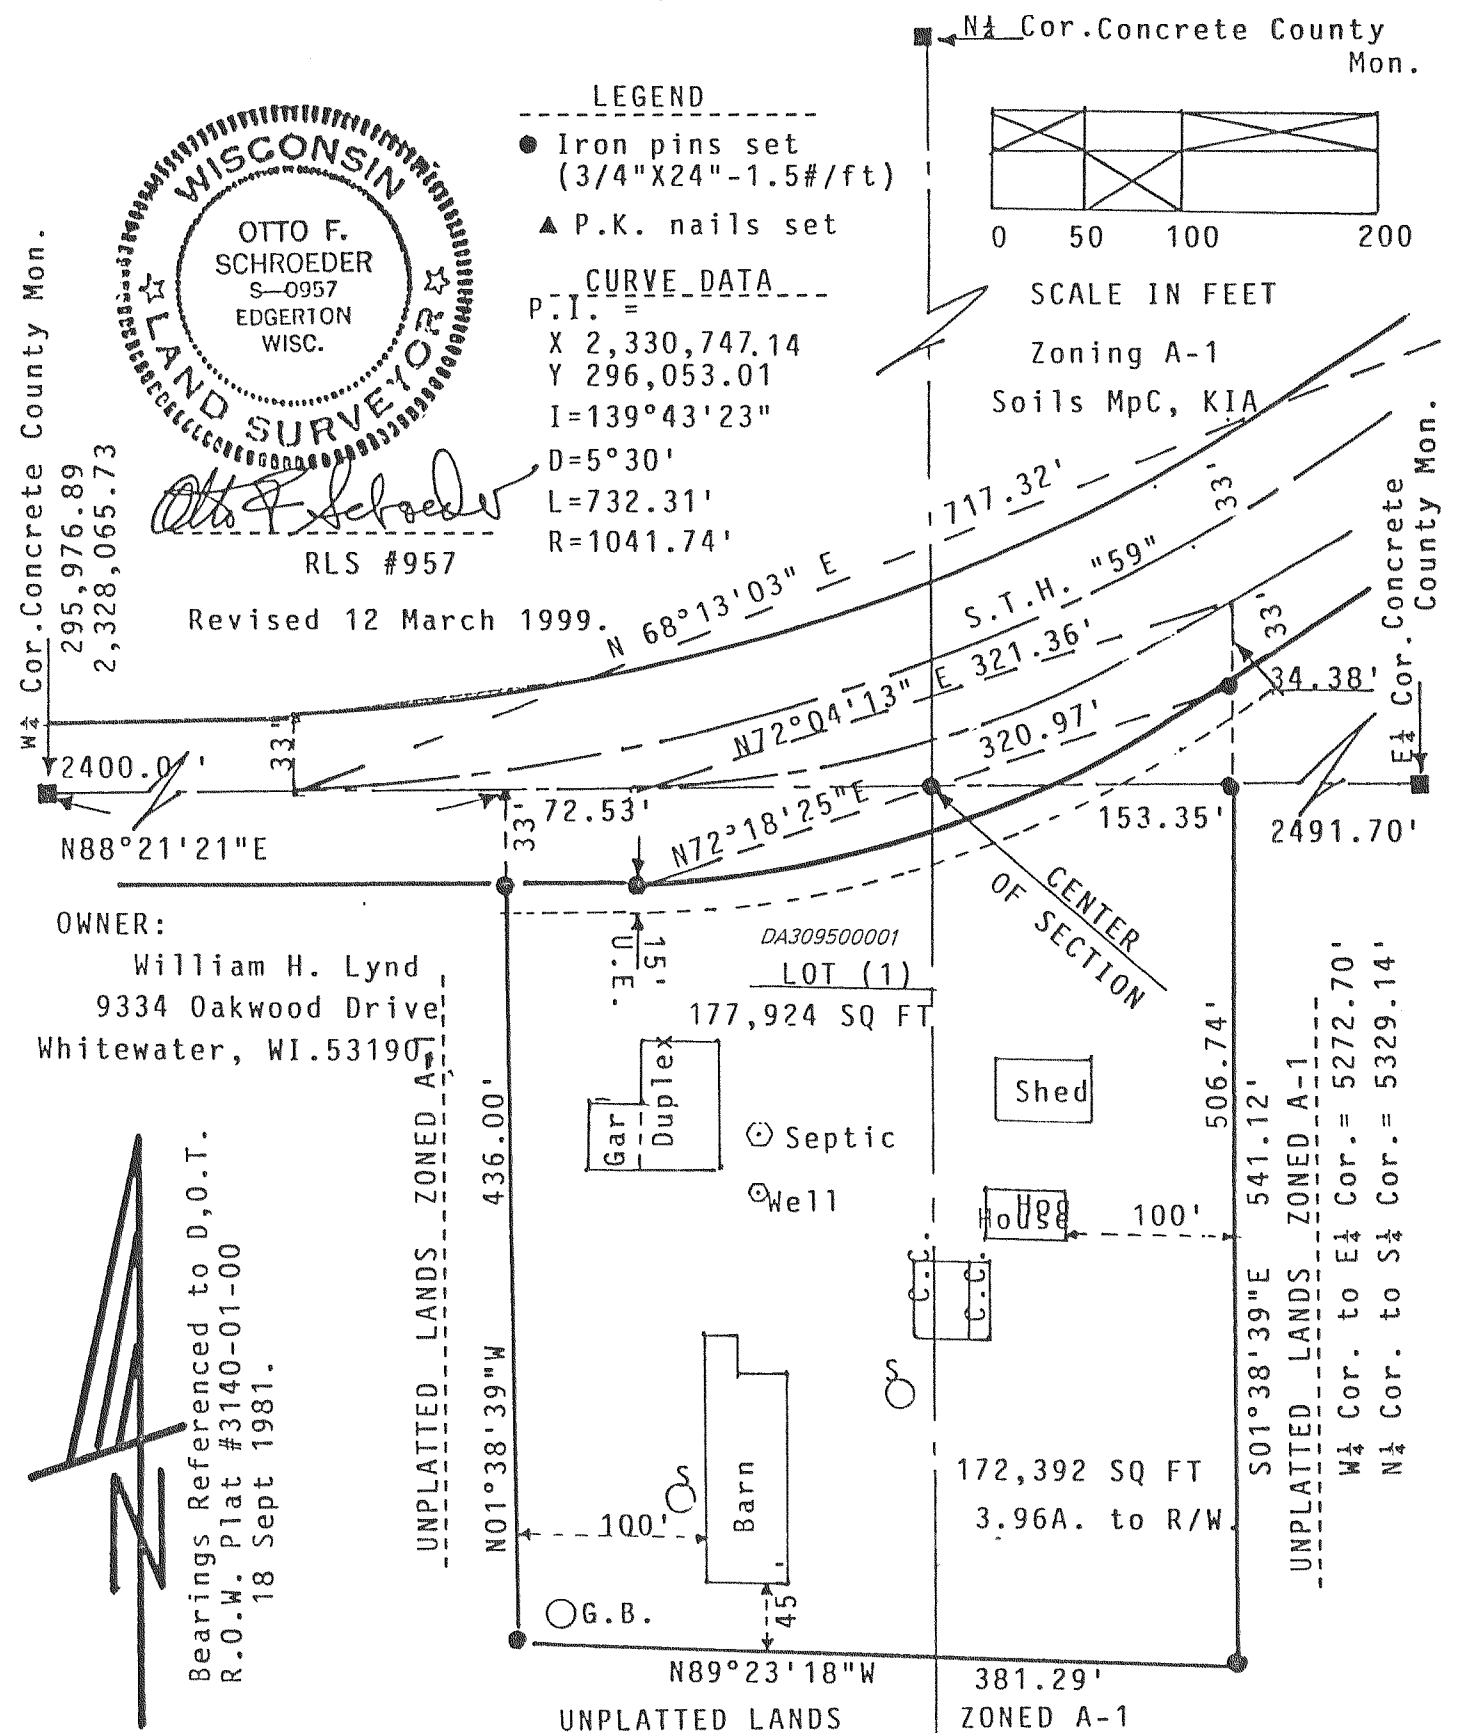 N¼ Cor.Concrete County
Mon.
LEGEND
Iron pins set
(3/4"X24"-1.5#/ft)
P.K. nails set
WISCONSIN
OTTO F.
SCHROEDER
S—0957
EDGERTON
WISC.
LAND SURVEYOR
Otto F Schroeder
RLS #957
Revised 12 March 1999.
CURVE DATA
P.I. =
X 2,330,747.14
Y 296,053.01
I=139°43'23"
D=5°30'
L=732.31'
R=1041.74'
0 50 100 200
SCALE IN FEET
Zoning A-1
Soils MpC, KIA
W¼ Cor.Concrete County Mon.
295,976.89
2,328,065.73
E¼ Cor.Concrete
County Mon.
N 68°13'03" E 717.32'
S.T.H. "59"
33'
33'
N72°04'13" E 321.36'
34.38'
320.97'
N72°18'25"E
33"
2400.0 '
N88°21'21"E
33'
72.53'
153.35'
2491.70'
CENTER
OF SECTION
OWNER:
William H. Lynd
9334 Oakwood Drive
Whitewater, WI.53190
15'
U.E.
DA309500001
LOT (1)
177,924 SQ FT
Gar
Duplex
Septic
Well
Shed
Hog
House
100'
C.C.
C.C.
S
S
Barn
100'
45'
G.B.
172,392 SQ FT
3.96A. to R/W.
UNPLATTED LANDS ZONED A-1
N01°38'39"W 436.00'
506.74'
S01°38'39"E 541.12'
UNPLATTED LANDS ZONED A-1
W¼ Cor. to E¼ Cor.= 5272.70'
N¼ Cor. to S¼ Cor.= 5329.14'
Bearings Referenced to D.O.T.
R.O.W. Plat #3140-01-00
18 Sept 1981.
N
N89°23'18"W 381.29'
UNPLATTED LANDS ZONED A-1